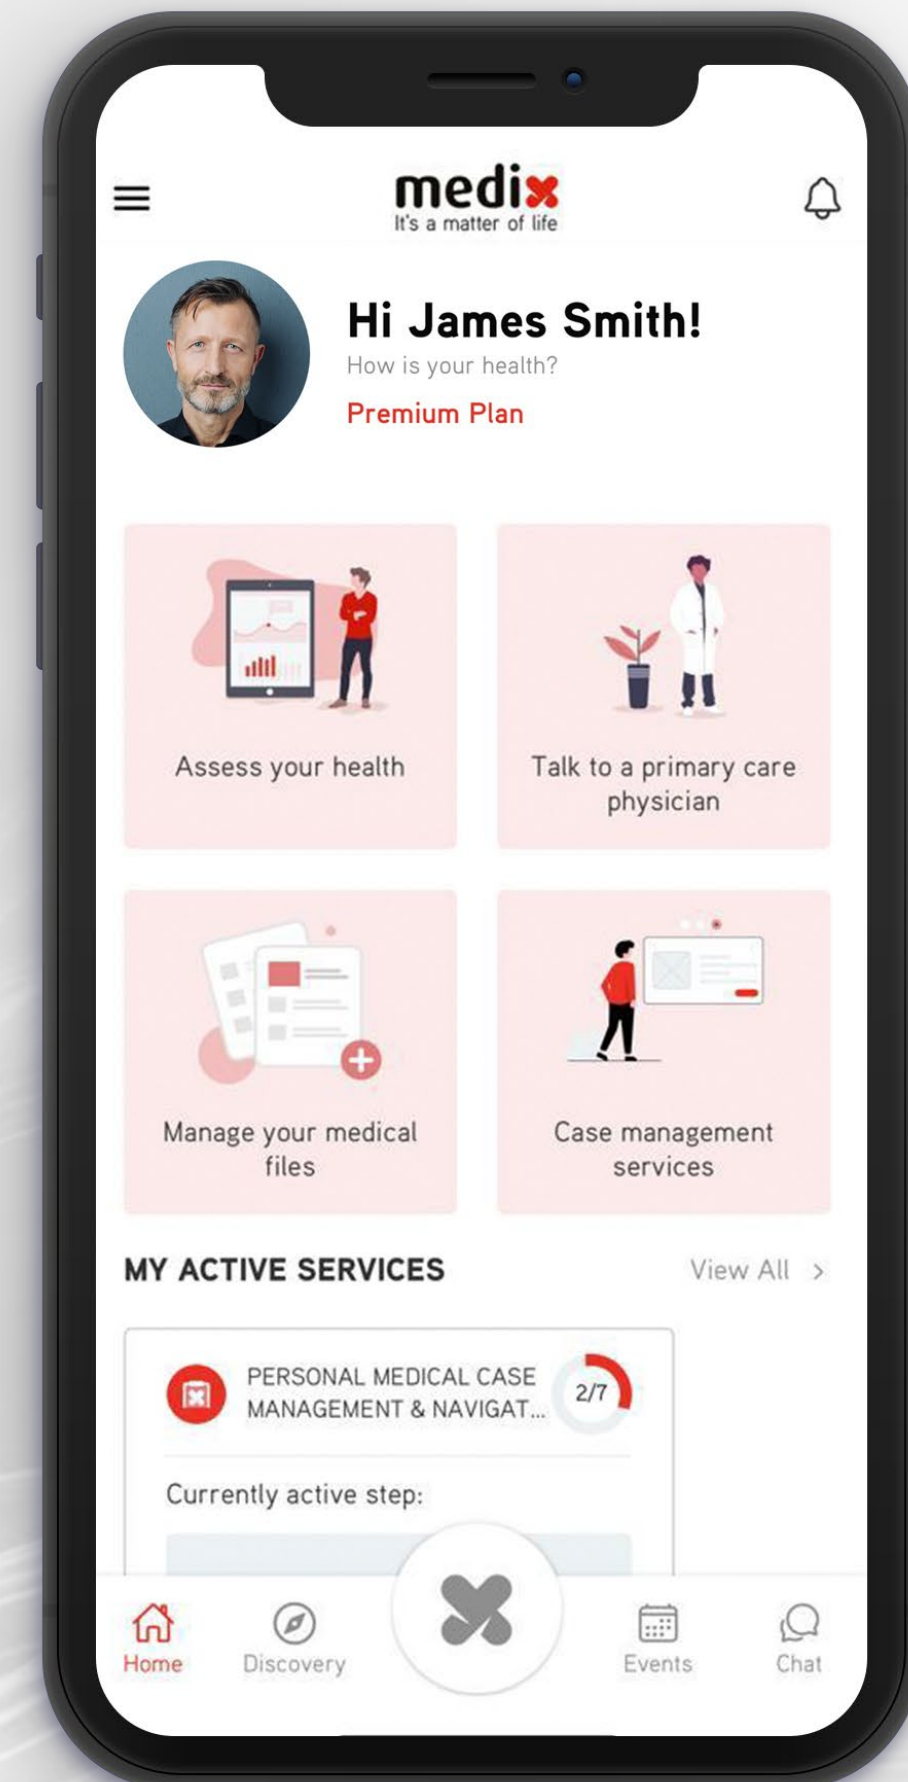 medix
It's a matter of life
Hi James Smith!
How is your health?
Premium Plan
Assess your health
Talk to a primary care
physician
Manage your medical
files
Case management
services
MY ACTIVE SERVICES
View All >
PERSONAL MEDICAL CASE
MANAGEMENT & NAVIGAT...
2/7
Currently active step:
Home
Discovery
Events
Chat